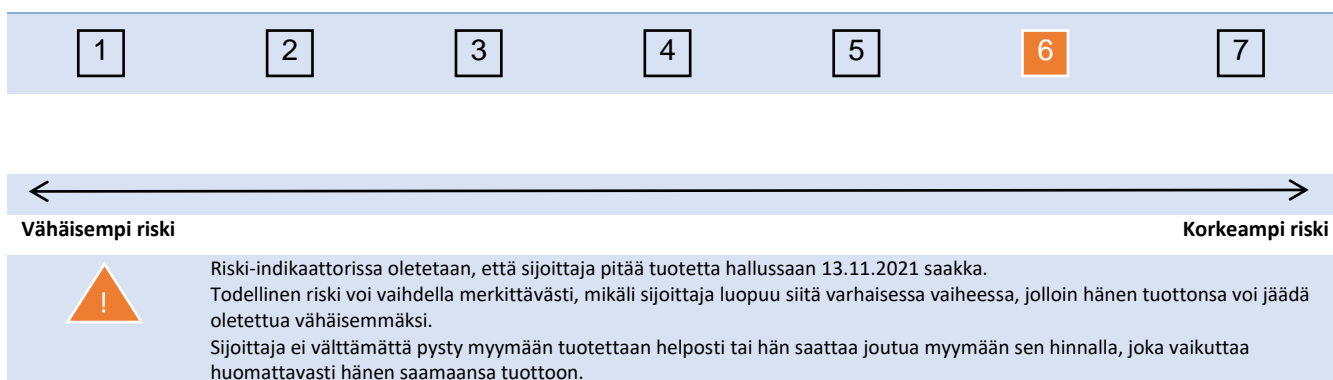 1 2 3 4 5 6 7
Vähäisempi riski Korkeampi riski
!
Riski-indikaattorissa oletetaan, että sijoittaja pitää tuotetta hallussaan 13.11.2021 saakka.
Todellinen riski voi vaihdella merkittävästi, mikäli sijoittaja luopuu siitä varhaisessa vaiheessa, jolloin hänen tuottonsa voi jäädä
oletettua vähäisemmäksi.
Sijoittaja ei välttämättä pysty myymään tuotettaan helposti tai hän saattaa joutua myymään sen hinnalla, joka vaikuttaa
huomattavasti hänen saamaansa tuottoon.